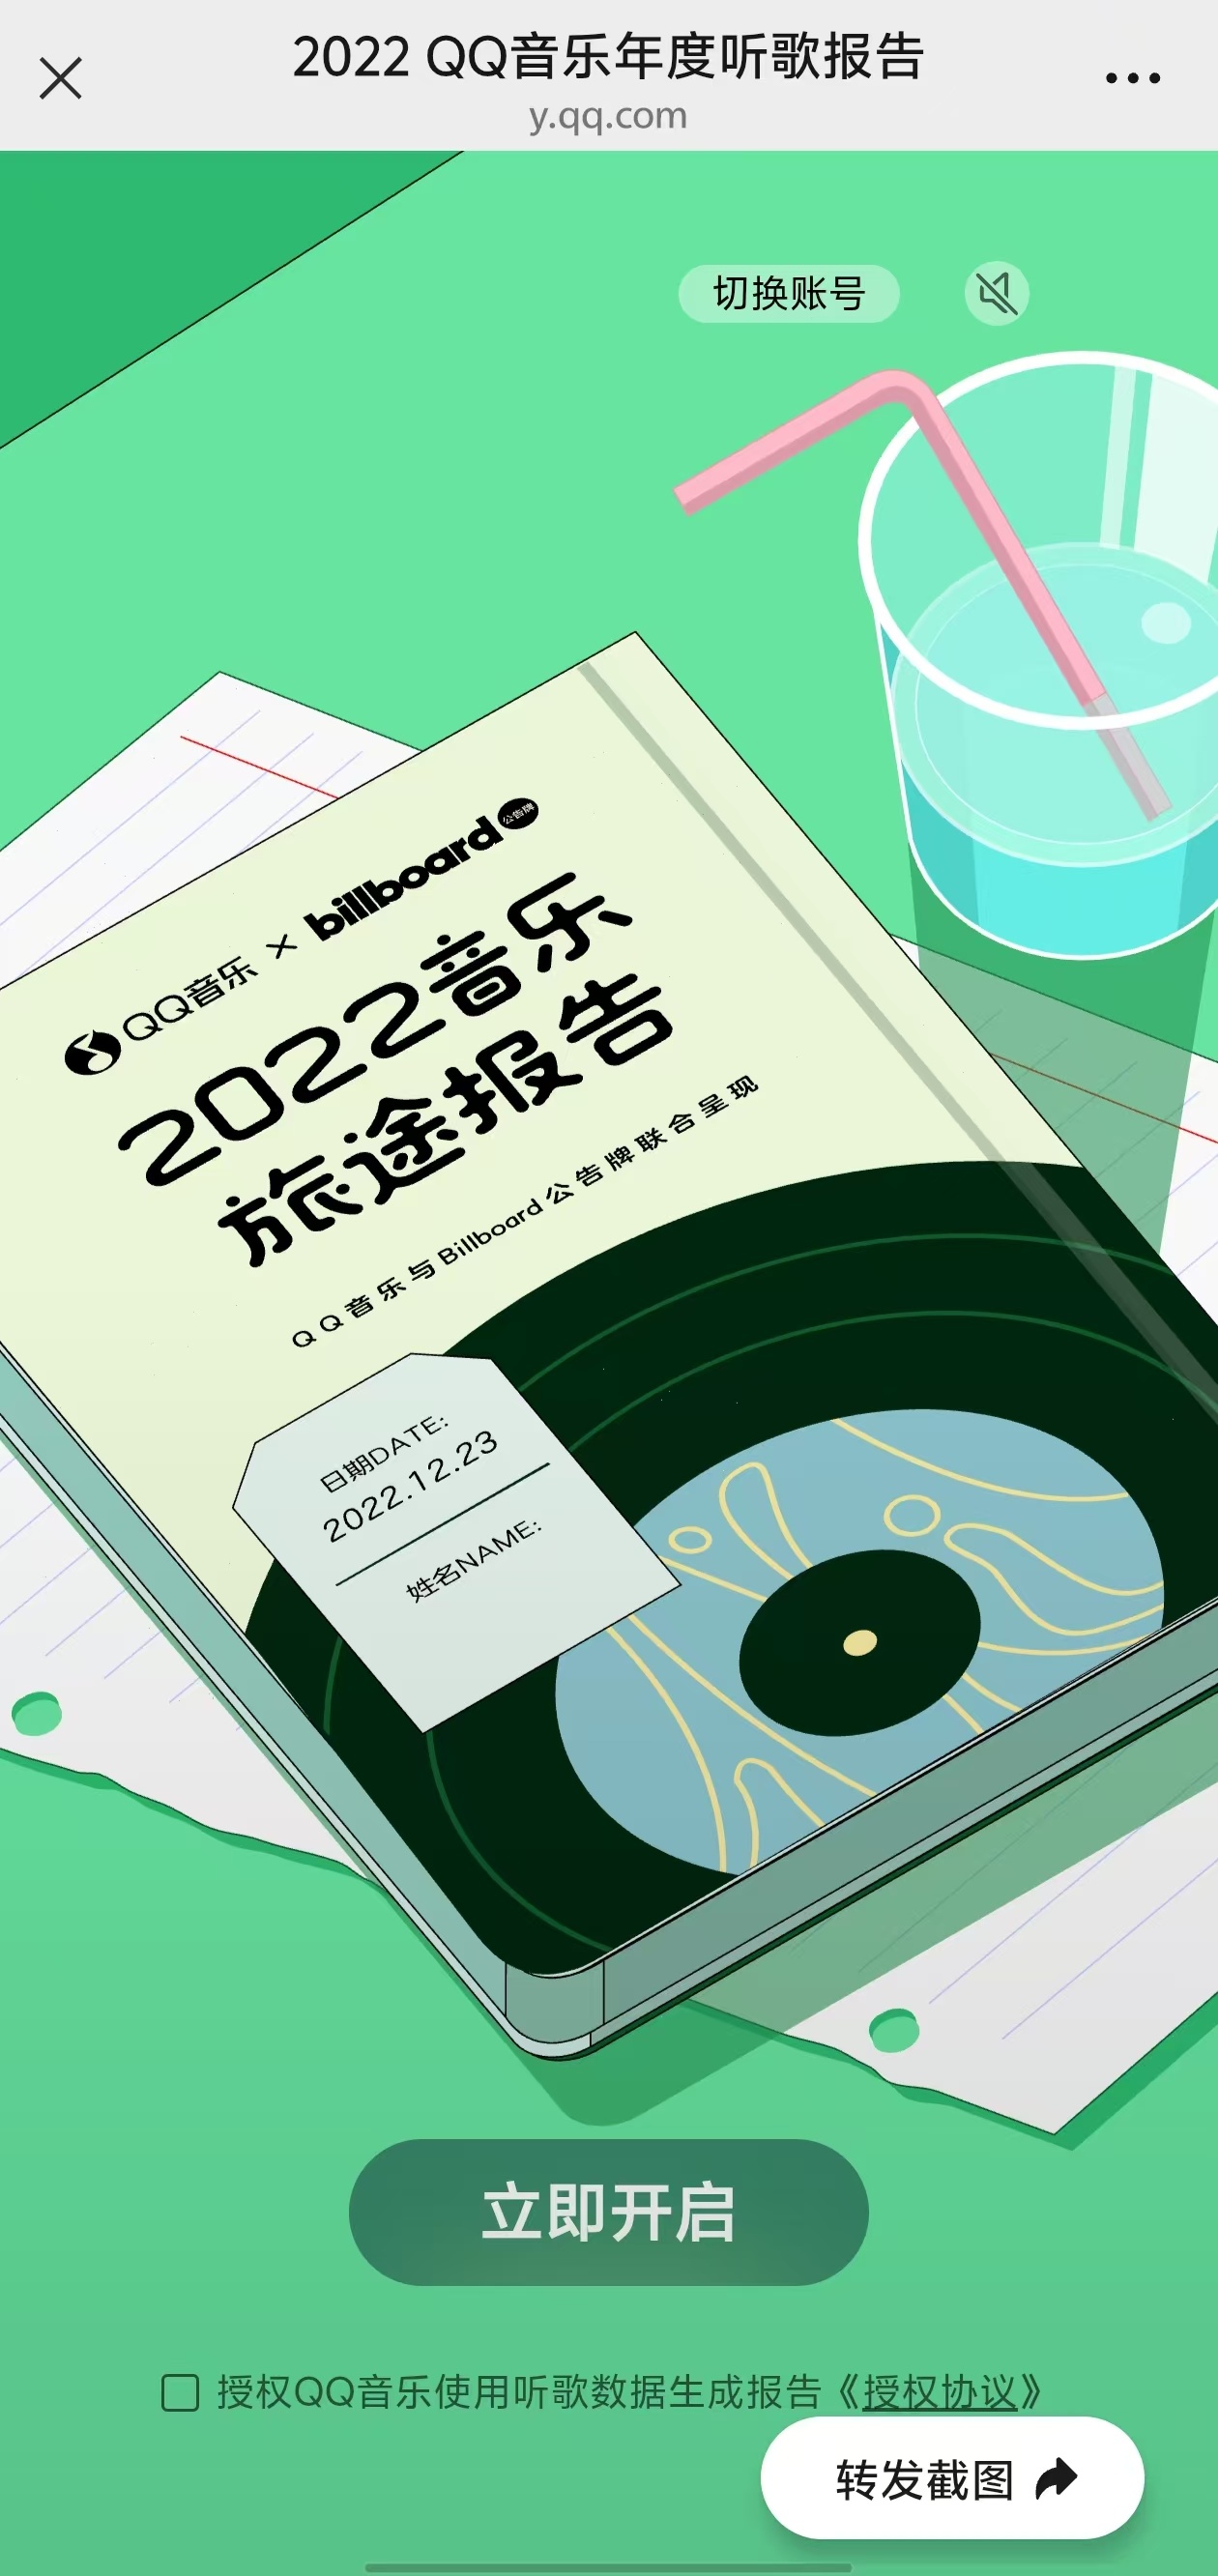 2022 QQ音乐年度听歌报告
y.qq.com
切换账号
QQ音乐 × billboard 公告牌
2022音乐
旅途报告
QQ音乐与Billboard公告牌联合呈现
日期DATE:
2022.12.23
姓名NAME:
立即开启
授权QQ音乐使用听歌数据生成报告《授权协议》
转发截图